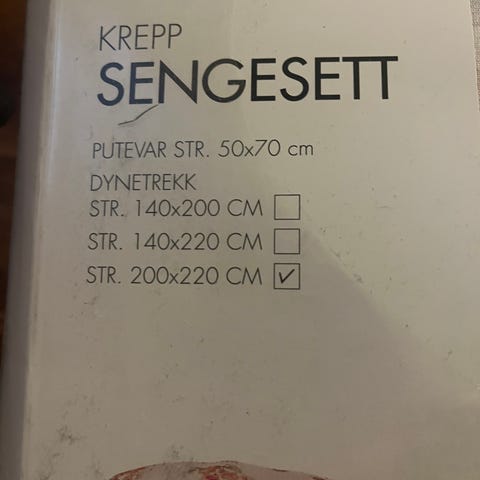 KREPP
SENGESETT
PUTEVAR STR. 50x70 cm
DYNETREKK
STR. 140x200 CM
STR. 140x220 CM
STR. 200x220 CM ✓